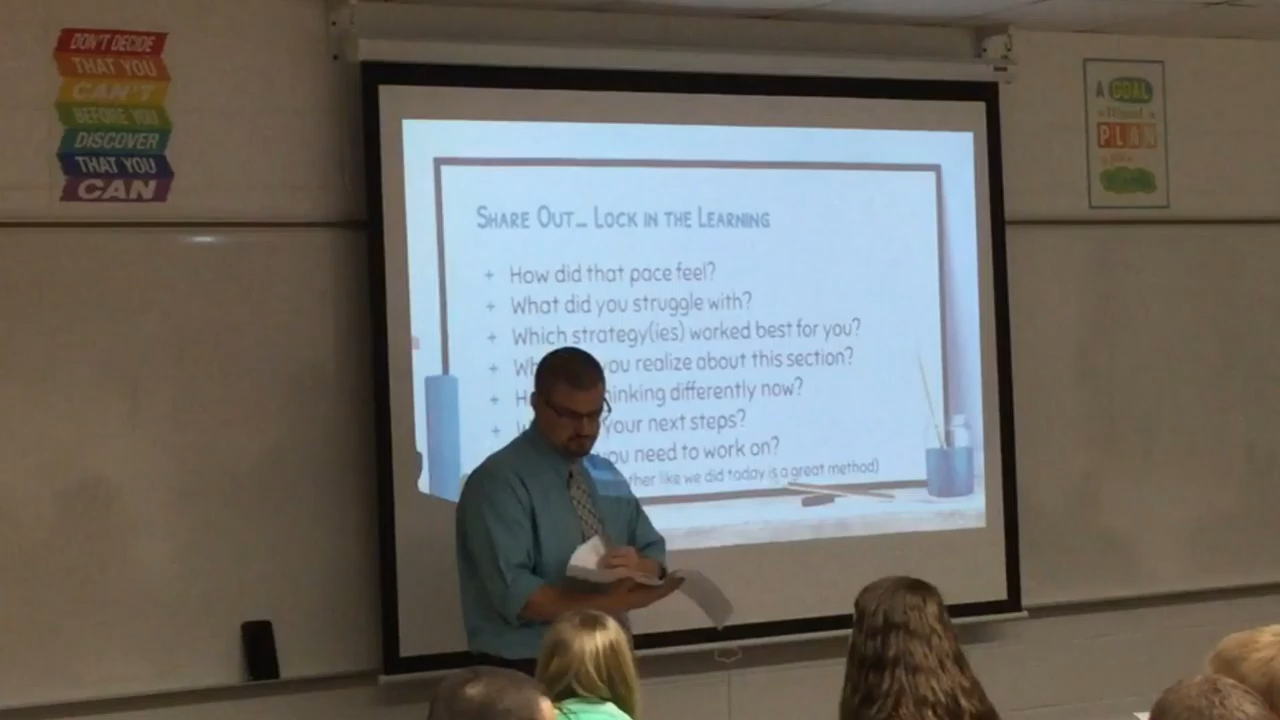 DON'T DECIDE
THAT YOU
CAN'T
BEFORE YOU
DISCOVER
THAT YOU
CAN
SHARE OUT... LOCK IN THE LEARNING
+ How did that pace feel?
+ What did you struggle with?
+ Which strategy(ies) worked best for you?
+ you realize about this section?
+ thinking differently now?
+ your next steps?
you need to work on?
like we did today is a great method)
A GOAL
PLAN